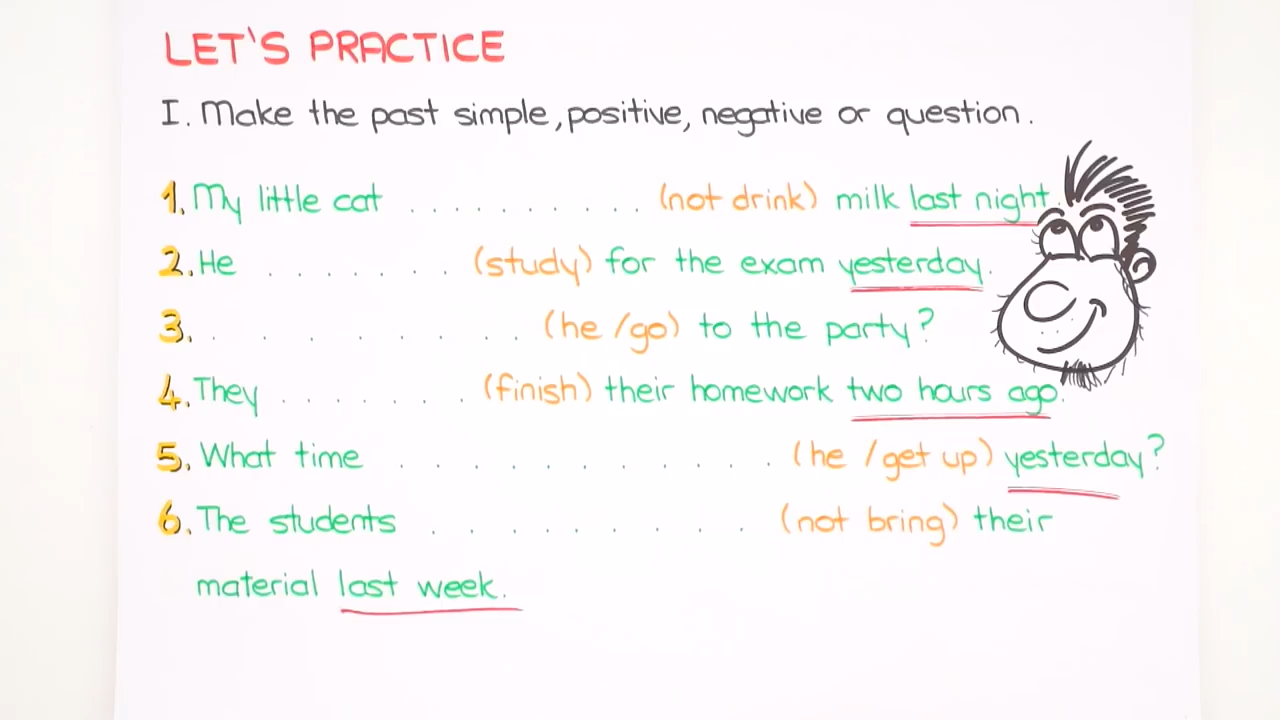 LET'S PRACTICE
I. Make the past simple, positive, negative or question.
1. My little cat .......... (not drink) milk last night.
2. He ....... (study) for the exam yesterday.
3. ........ (he /go) to the party?
4. They ....... (finish) their homework two hours ago.
5. What time ........... (he /get up) yesterday?
6. The students ......... (not bring) their
material last week.